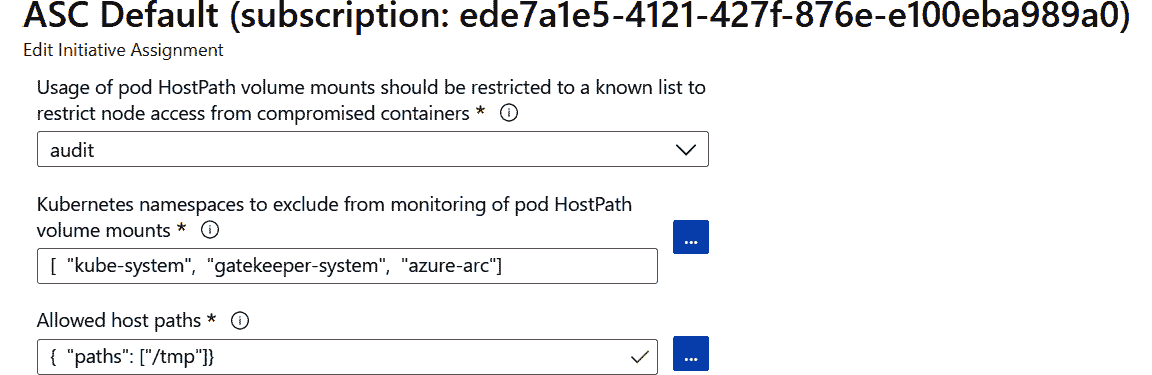 ASC Default (subscription: ede7a1e5-4121-427f-876e-e100eba989a0)
Edit Initiative Assignment
Usage of pod HostPath volume mounts should be restricted to a known list to
restrict node access from compromised containers *
audit
Kubernetes namespaces to exclude from monitoring of pod HostPath
volume mounts *
...
[  "kube-system",  "gatekeeper-system",  "azure-arc"]
Allowed host paths *
{  "paths": ["/tmp"]}
...